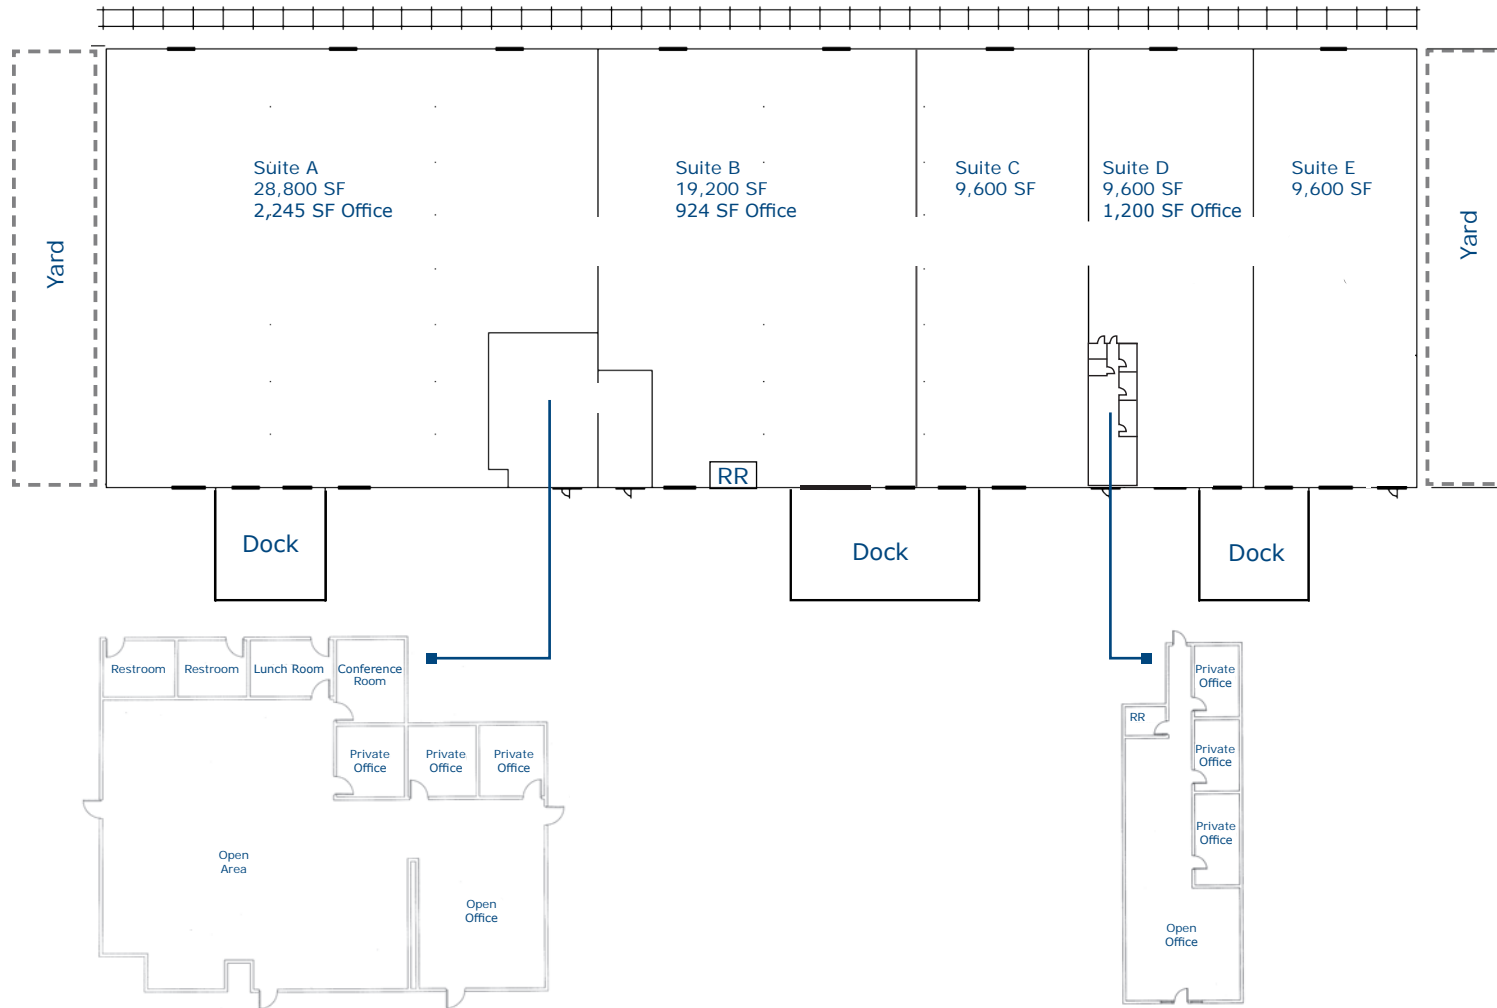 Suite A
28,800 SF
2,245 SF Office
Suite B
19,200 SF
924 SF Office
Suite C
9,600 SF
Suite D
9,600 SF
1,200 SF Office
Suite E
9,600 SF
Yard
Yard
RR
Dock
Dock
Dock
Restroom
Restroom
Lunch Room
Conference
Room
Private
Office
Private
Office
Private
Office
Open
Area
Open
Office
Private
Office
RR
Private
Office
Private
Office
Open
Office